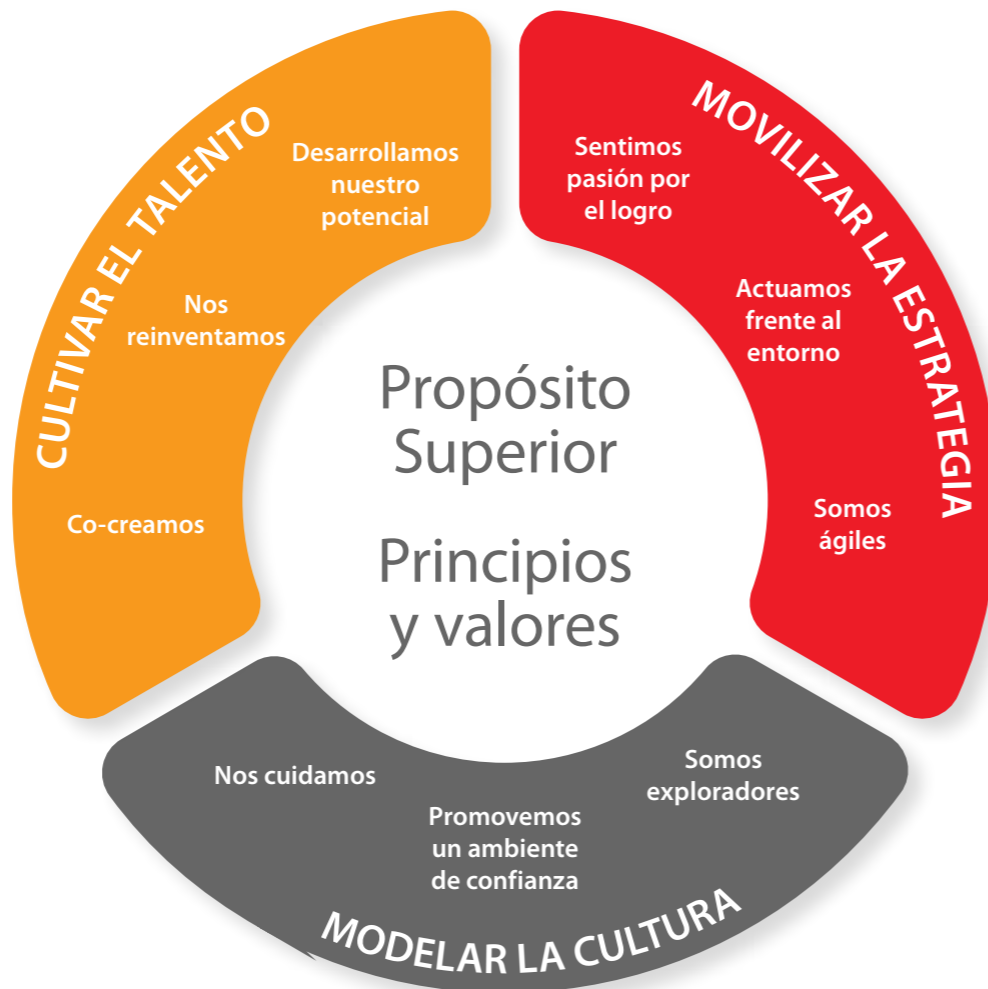 CULTIVAR EL TALENTO
Desarrollamos
nuestro
potencial
Nos
reinventamos
Co-creamos
MOVILIZAR LA ESTRATEGIA
Sentimos
pasión por
el logro
Actuamos
frente al
entorno
Somos
ágiles
Propósito
Superior
Principios
y valores
Nos cuidamos
Promovemos
un ambiente
de confianza
Somos
exploradores
MODELAR LA CULTURA